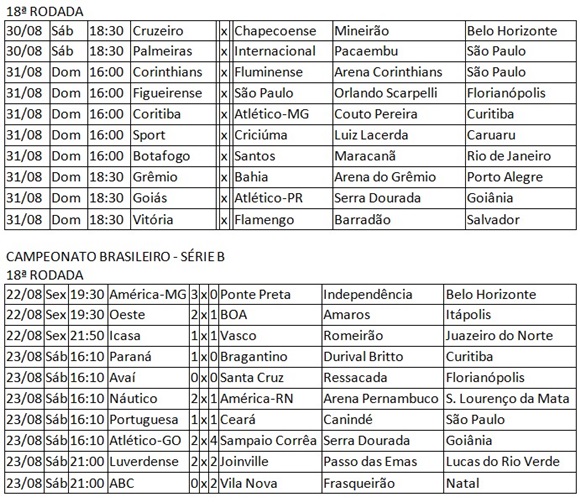 18ª RODADA
30/08 Sáb 18:30 Cruzeiro x Chapecoense Mineirão Belo Horizonte
30/08 Sáb 18:30 Palmeiras x Internacional Pacaembu São Paulo
31/08 Dom 16:00 Corinthians x Fluminense Arena Corinthians São Paulo
31/08 Dom 16:00 Figueirense x São Paulo Orlando Scarpelli Florianópolis
31/08 Dom 16:00 Coritiba x Atlético-MG Couto Pereira Curitiba
31/08 Dom 16:00 Sport x Criciúma Luiz Lacerda Caruaru
31/08 Dom 16:00 Botafogo x Santos Maracanã Rio de Janeiro
31/08 Dom 18:30 Grêmio x Bahia Arena do Grêmio Porto Alegre
31/08 Dom 18:30 Goiás x Atlético-PR Serra Dourada Goiânia
31/08 Dom 18:30 Vitória x Flamengo Barradão Salvador
CAMPEONATO BRASILEIRO - SÉRIE B
18ª RODADA
22/08 Sex 19:30 América-MG 3 x 0 Ponte Preta Independência Belo Horizonte
22/08 Sex 19:30 Oeste 2 x 1 BOA Amaros Itápolis
22/08 Sex 21:50 Icasa 1 x 1 Vasco Romeirão Juazeiro do Norte
23/08 Sáb 16:10 Paraná 1 x 0 Bragantino Durival Britto Curitiba
23/08 Sáb 16:10 Avaí 0 x 0 Santa Cruz Ressacada Florianópolis
23/08 Sáb 16:10 Náutico 2 x 1 América-RN Arena Pernambuco S. Lourenço da Mata
23/08 Sáb 16:10 Portuguesa 1 x 1 Ceará Canindé São Paulo
23/08 Sáb 16:10 Atlético-GO 2 x 4 Sampaio Corrêa Serra Dourada Goiânia
23/08 Sáb 21:00 Luverdense 2 x 2 Joinville Passo das Emas Lucas do Rio Verde
23/08 Sáb 21:00 ABC 0 x 2 Vila Nova Frasqueirão Natal